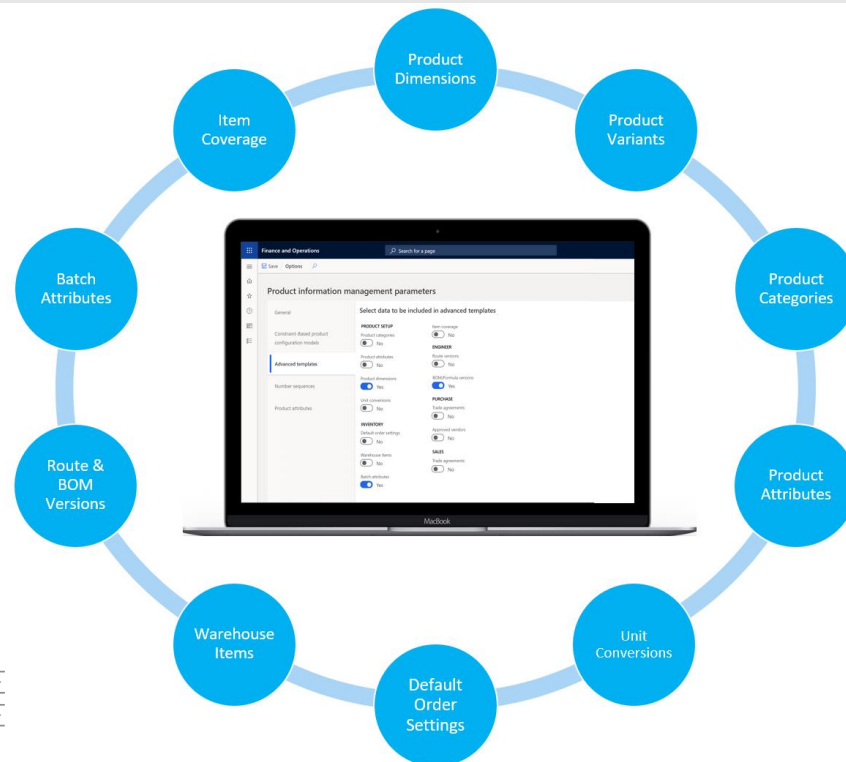 Product
Dimensions
Product
Variants
Product
Categories
Product
Attributes
Unit
Conversions
Default
Order
Settings
Warehouse
Items
Route &
BOM
Versions
Batch
Attributes
Item
Coverage
Finance and Operations
Search for a page
Save Options
Product information management parameters
General
Constraint-Based product
configuration models
Advanced templates
Number sequences
Product attributes
Select data to be included in advanced templates
PRODUCT SETUP
Product categories
No
Product attributes
No
Product dimensions
Yes
Unit conversions
No
INVENTORY
Default order settings
No
Warehouse items
No
Batch attributes
Yes
Item coverage
No
ENGINEER
Route versions
No
BOM/Formula versions
Yes
PURCHASE
Trade agreements
No
Approved vendors
No
SALES
Trade agreements
No
MacBook